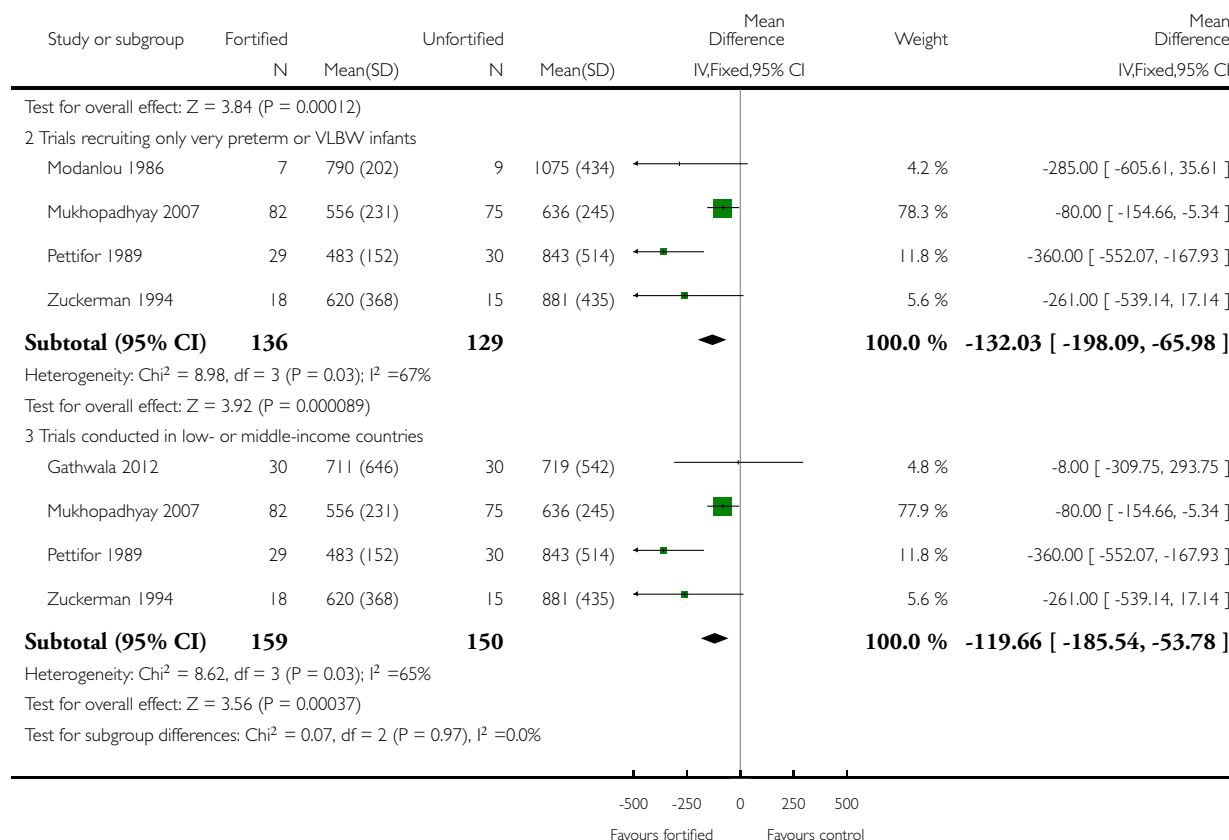 Study or subgroup Fortified Unfortified Mean Difference Weight Mean Difference
N Mean(SD) N Mean(SD) IV,Fixed,95% CI IV,Fixed,95% CI
Test for overall effect: Z = 3.84 (P = 0.00012)
2 Trials recruiting only very preterm or VLBW infants
Modanlou 1986 7 790 (202) 9 1075 (434) 4.2 % -285.00 [ -605.61, 35.61 ]
Mukhopadhyay 2007 82 556 (231) 75 636 (245) 78.3 % -80.00 [ -154.66, -5.34 ]
Pettifor 1989 29 483 (152) 30 843 (514) 11.8 % -360.00 [ -552.07, -167.93 ]
Zuckerman 1994 18 620 (368) 15 881 (435) 5.6 % -261.00 [ -539.14, 17.14 ]
Subtotal (95% CI) 136 129 100.0 % -132.03 [ -198.09, -65.98 ]
Heterogeneity: Chi² = 8.98, df = 3 (P = 0.03); I² =67%
Test for overall effect: Z = 3.92 (P = 0.000089)
3 Trials conducted in low- or middle-income countries
Gathwala 2012 30 711 (646) 30 719 (542) 4.8 % -8.00 [ -309.75, 293.75 ]
Mukhopadhyay 2007 82 556 (231) 75 636 (245) 77.9 % -80.00 [ -154.66, -5.34 ]
Pettifor 1989 29 483 (152) 30 843 (514) 11.8 % -360.00 [ -552.07, -167.93 ]
Zuckerman 1994 18 620 (368) 15 881 (435) 5.6 % -261.00 [ -539.14, 17.14 ]
Subtotal (95% CI) 159 150 100.0 % -119.66 [ -185.54, -53.78 ]
Heterogeneity: Chi² = 8.62, df = 3 (P = 0.03); I² =65%
Test for overall effect: Z = 3.56 (P = 0.00037)
Test for subgroup differences: Chi² = 0.07, df = 2 (P = 0.97), I² =0.0%
-500 -250 0 250 500
Favours fortified Favours control